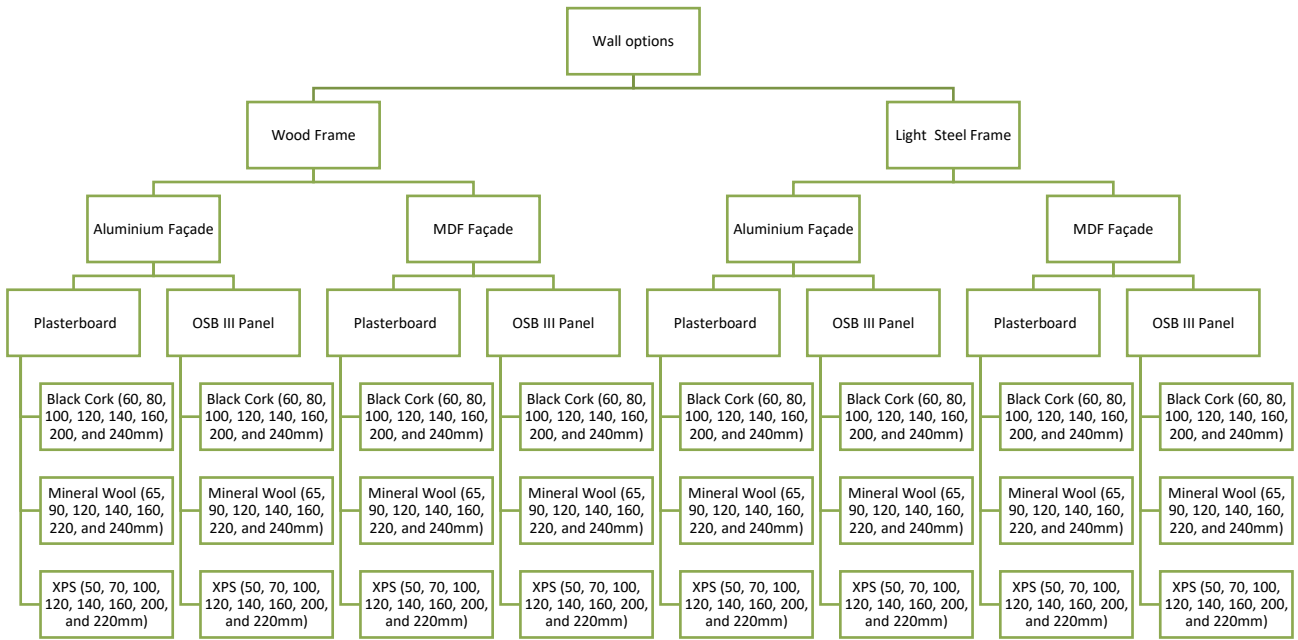 Wall options
Wood Frame
Light Steel Frame
Aluminium Façade
MDF Façade
Aluminium Façade
MDF Façade
Plasterboard
OSB III Panel
Plasterboard
OSB III Panel
Plasterboard
OSB III Panel
Plasterboard
OSB III Panel
Black Cork (60, 80,
100, 120, 140, 160,
200, and 240mm)
Black Cork (60, 80,
100, 120, 140, 160,
200, and 240mm)
Black Cork (60, 80,
100, 120, 140, 160,
200, and 240mm)
Black Cork (60, 80,
100, 120, 140, 160,
200, and 240mm)
Black Cork (60, 80,
100, 120, 140, 160,
200, and 240mm)
Black Cork (60, 80,
100, 120, 140, 160,
200, and 240mm)
Black Cork (60, 80,
100, 120, 140, 160,
200, and 240mm)
Black Cork (60, 80,
100, 120, 140, 160,
200, and 240mm)
Mineral Wool (65,
90, 120, 140, 160,
220, and 240mm)
Mineral Wool (65,
90, 120, 140, 160,
220, and 240mm)
Mineral Wool (65,
90, 120, 140, 160,
220, and 240mm)
Mineral Wool (65,
90, 120, 140, 160,
220, and 240mm)
Mineral Wool (65,
90, 120, 140, 160,
220, and 240mm)
Mineral Wool (65,
90, 120, 140, 160,
220, and 240mm)
Mineral Wool (65,
90, 120, 140, 160,
220, and 240mm)
Mineral Wool (65,
90, 120, 140, 160,
220, and 240mm)
XPS (50, 70, 100,
120, 140, 160, 200,
and 220mm)
XPS (50, 70, 100,
120, 140, 160, 200,
and 220mm)
XPS (50, 70, 100,
120, 140, 160, 200,
and 220mm)
XPS (50, 70, 100,
120, 140, 160, 200,
and 220mm)
XPS (50, 70, 100,
120, 140, 160, 200,
and 220mm)
XPS (50, 70, 100,
120, 140, 160, 200,
and 220mm)
XPS (50, 70, 100,
120, 140, 160, 200,
and 220mm)
XPS (50, 70, 100,
120, 140, 160, 200,
and 220mm)